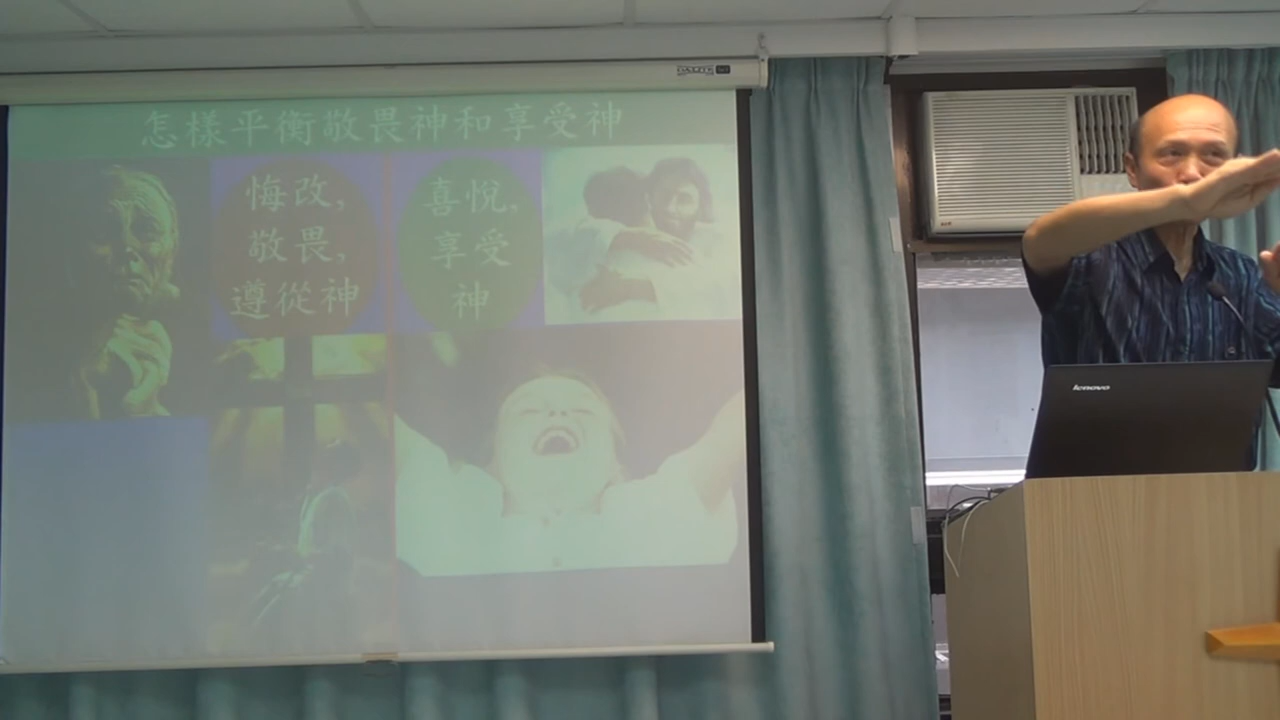 怎樣平衡敬畏神和享受神
悔改,
敬畏,
遵從神
喜悅,
享受
神
lenovo